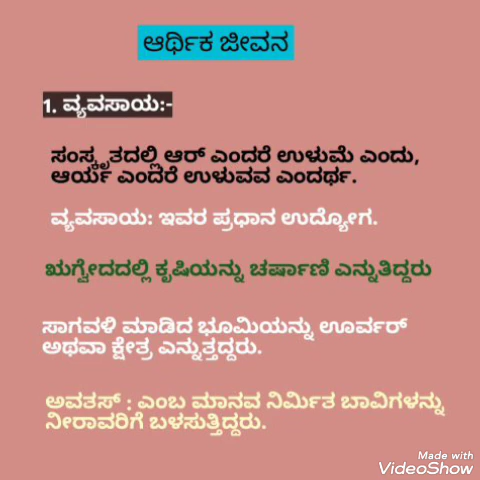 ಆರ್ಥಿಕ ಜೀವನ
1. ವ್ಯವಸಾಯ:-
ಸಂಸ್ಕೃತದಲ್ಲಿ ಆರ್ ಎಂದರೆ ಉಳುಮೆ ಎಂದು,
ಆರ್ಯ ಎಂದರೆ ಉಳುವವ ಎಂದರ್ಥ.
ವ್ಯವಸಾಯ: ಇವರ ಪ್ರಧಾನ ಉದ್ಯೋಗ.
ಋಗ್ವೇದದಲ್ಲಿ ಕೃಷಿಯನ್ನು ಚರ್ಷಾಣಿ ಎನ್ನುತಿದ್ದರು
ಸಾಗವಳಿ ಮಾಡಿದ ಭೂಮಿಯನ್ನು ಊರ್ವರ್
ಅಥವಾ ಕ್ಷೇತ್ರ ಎನ್ನುತ್ತದ್ದರು.
ಅವತಸ್ : ಎಂಬ ಮಾನವ ನಿರ್ಮಿತ ಬಾವಿಗಳನ್ನು
ನೀರಾವರಿಗೆ ಬಳಸುತ್ತಿದ್ದರು.
Made with
VideoShow